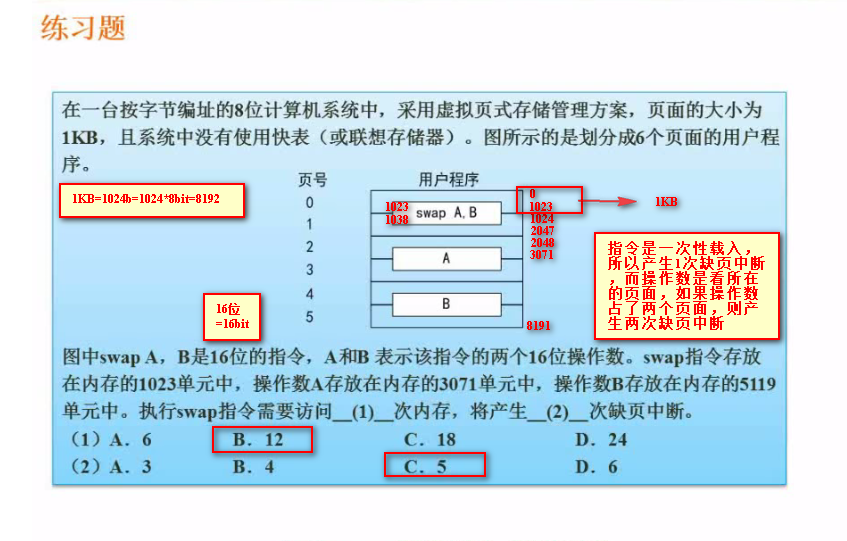 练习题
在一台按字节编址的8位计算机系统中，采用虚拟页式存储管理方案，页面的大小为
1KB，且系统中没有使用快表（或联想存储器）。图所示的是划分成6个页面的用户程
序。
页号
用户程序
1KB=1024b=1024*8bit=8192
0
1
2
3
4
5
1023
1038
swap A,B
A
B
0
1023
1024
2047
2048
3071
8191
1KB
指令是一次性载入，
所以产生1次缺页中断
，而操作数是看所在
的页面，如果操作数
占了两个页面，则产
生两次缺页中断
16位
=16bit
图中swap A，B是16位的指令，A和B 表示该指令的两个16位操作数。swap指令存放
在内存的1023单元中，操作数A存放在内存的3071单元中，操作数B存放在内存的5119
单元中。执行swap指令需要访问__(1)__次内存，将产生__(2)__次缺页中断。
（1）A．6 B．12 C．18 D．24
（2）A．3 B．4 C．5 D．6